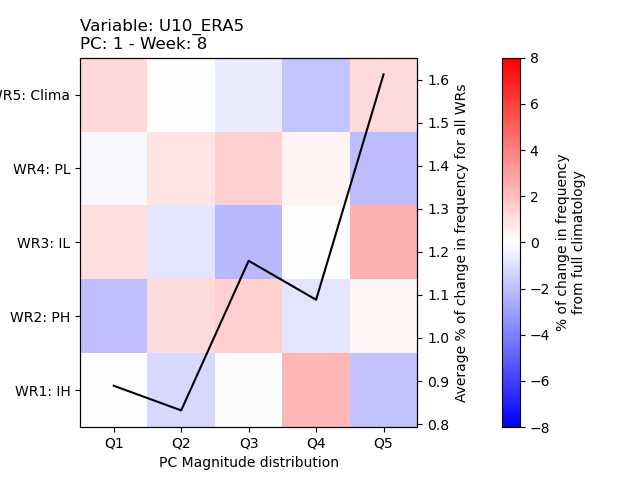 Variable: U10_ERA5
PC: 1 - Week: 8
WR5: Clima
WR4: PL
WR3: IL
WR2: PH
WR1: IH
Q1 Q2 Q3 Q4 Q5
PC Magnitude distribution
1.6
1.5
1.4
1.3
1.2
1.1
1.0
0.9
0.8
Average % of change in frequency for all WRs
8
6
4
2
0
−2
−4
−6
−8
% of change in frequency
from full climatology